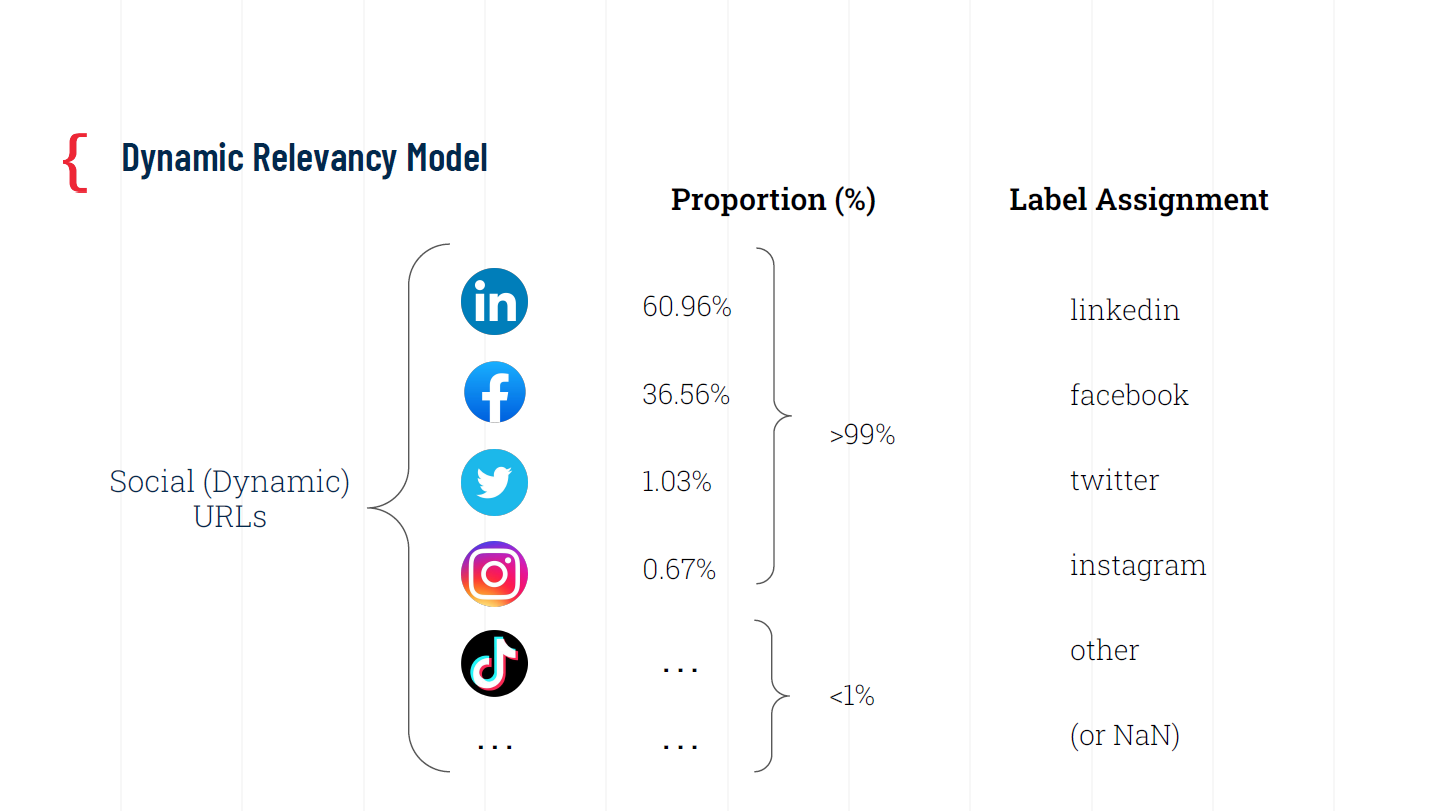 { Dynamic Relevancy Model
Proportion (%) Label Assignment
in 60.96% linkedin
f 36.56% facebook
>99%
Social (Dynamic)
URLs
1.03% twitter
0.67% instagram
... other
<1%
... ... (or NaN)